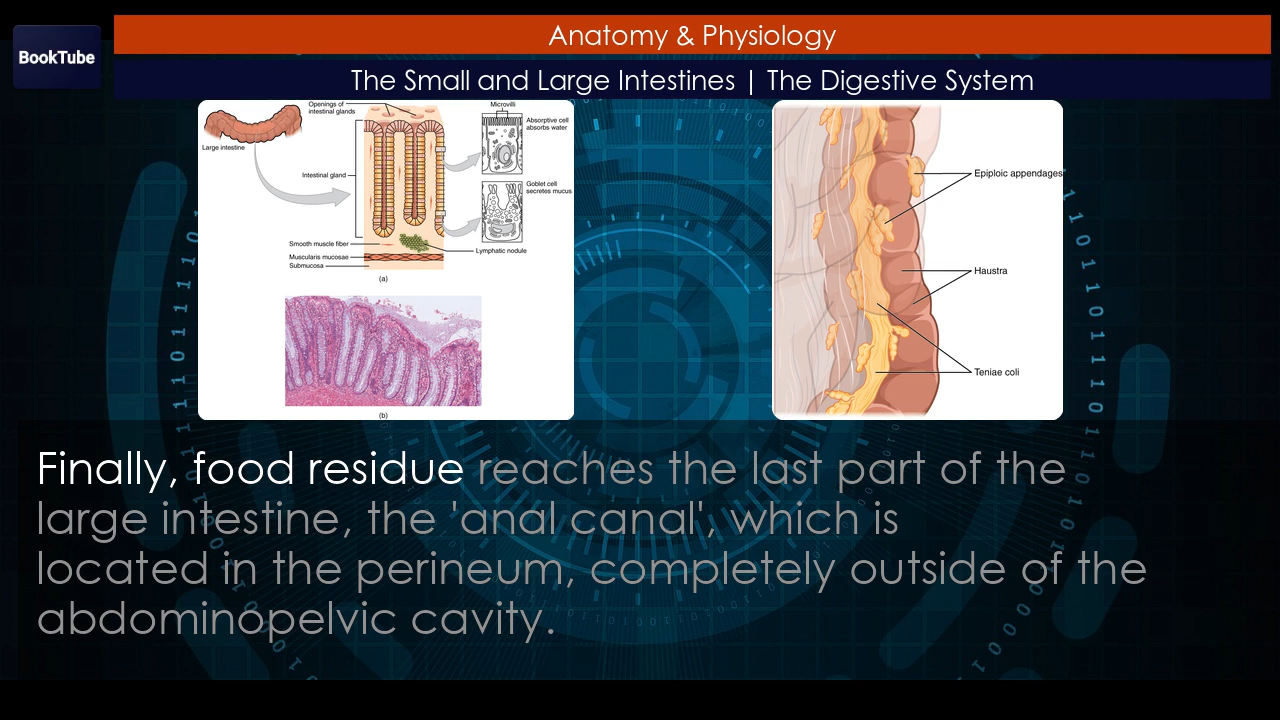 BookTube
Anatomy & Physiology
The Small and Large Intestines | The Digestive System
Openings of
intestinal glands
Large intestine
Intestinal gland
Smooth muscle fiber
Muscularis mucosae
Submucosa
Microvilli
Absorptive cell
absorbs water
Goblet cell
secretes mucus
Lymphatic nodule
(a)
(b)
Epiploic appendages
Haustra
Teniae coli
Finally, food residue reaches the last part of the
large intestine, the 'anal canal', which is
located in the perineum, completely outside of the
abdominopelvic cavity.